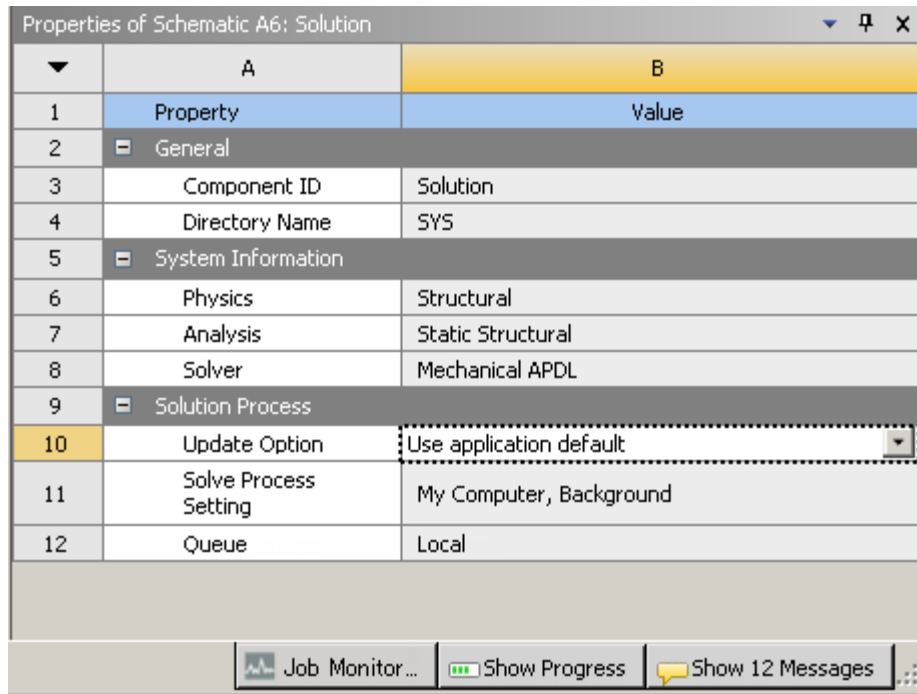 Properties of Schematic A6: Solution
A B
1 Property Value
2 General
3 Component ID Solution
4 Directory Name SYS
5 System Information
6 Physics Structural
7 Analysis Static Structural
8 Solver Mechanical APDL
9 Solution Process
10 Update Option Use application default
11 Solve Process Setting My Computer, Background
12 Queue Local
Job Monitor... Show Progress Show 12 Messages